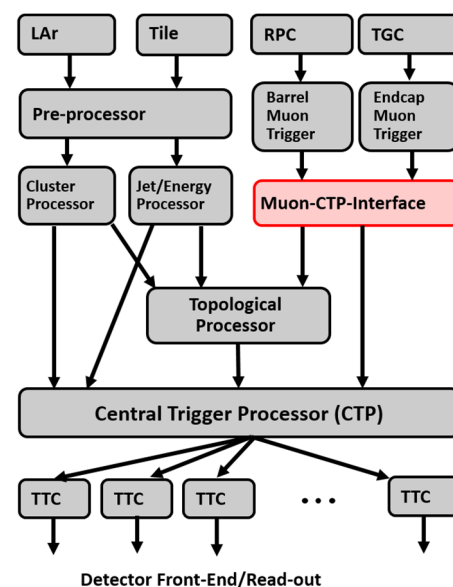 LAr
Tile
RPC
TGC
Pre-processor
Barrel
Muon
Trigger
Endcap
Muon
Trigger
Cluster
Processor
Jet/Energy
Processor
Muon-CTP-Interface
Topological
Processor
Central Trigger Processor (CTP)
TTC
TTC
TTC
...
TTC
Detector Front-End/Read-out